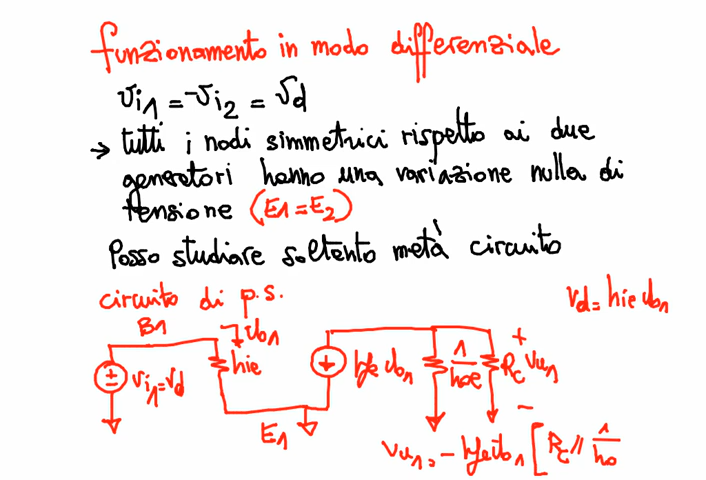 funzionamento in modo differenziale
vi1 = -vi2 = vd
→ tutti i nodi simmetrici rispetto ai due
generatori hanno una variazione nulla di
tensione (E1 = E2)
Posso studiare soltanto metà circuito
circuito di p.s.
vd = hie ib1
B1
ib1
+
vi1 = vd
hie
hfe ib1
1/hoe
Rc
vu1
E1
-
vu1 = - hfe ib1 [Rc // 1/ho